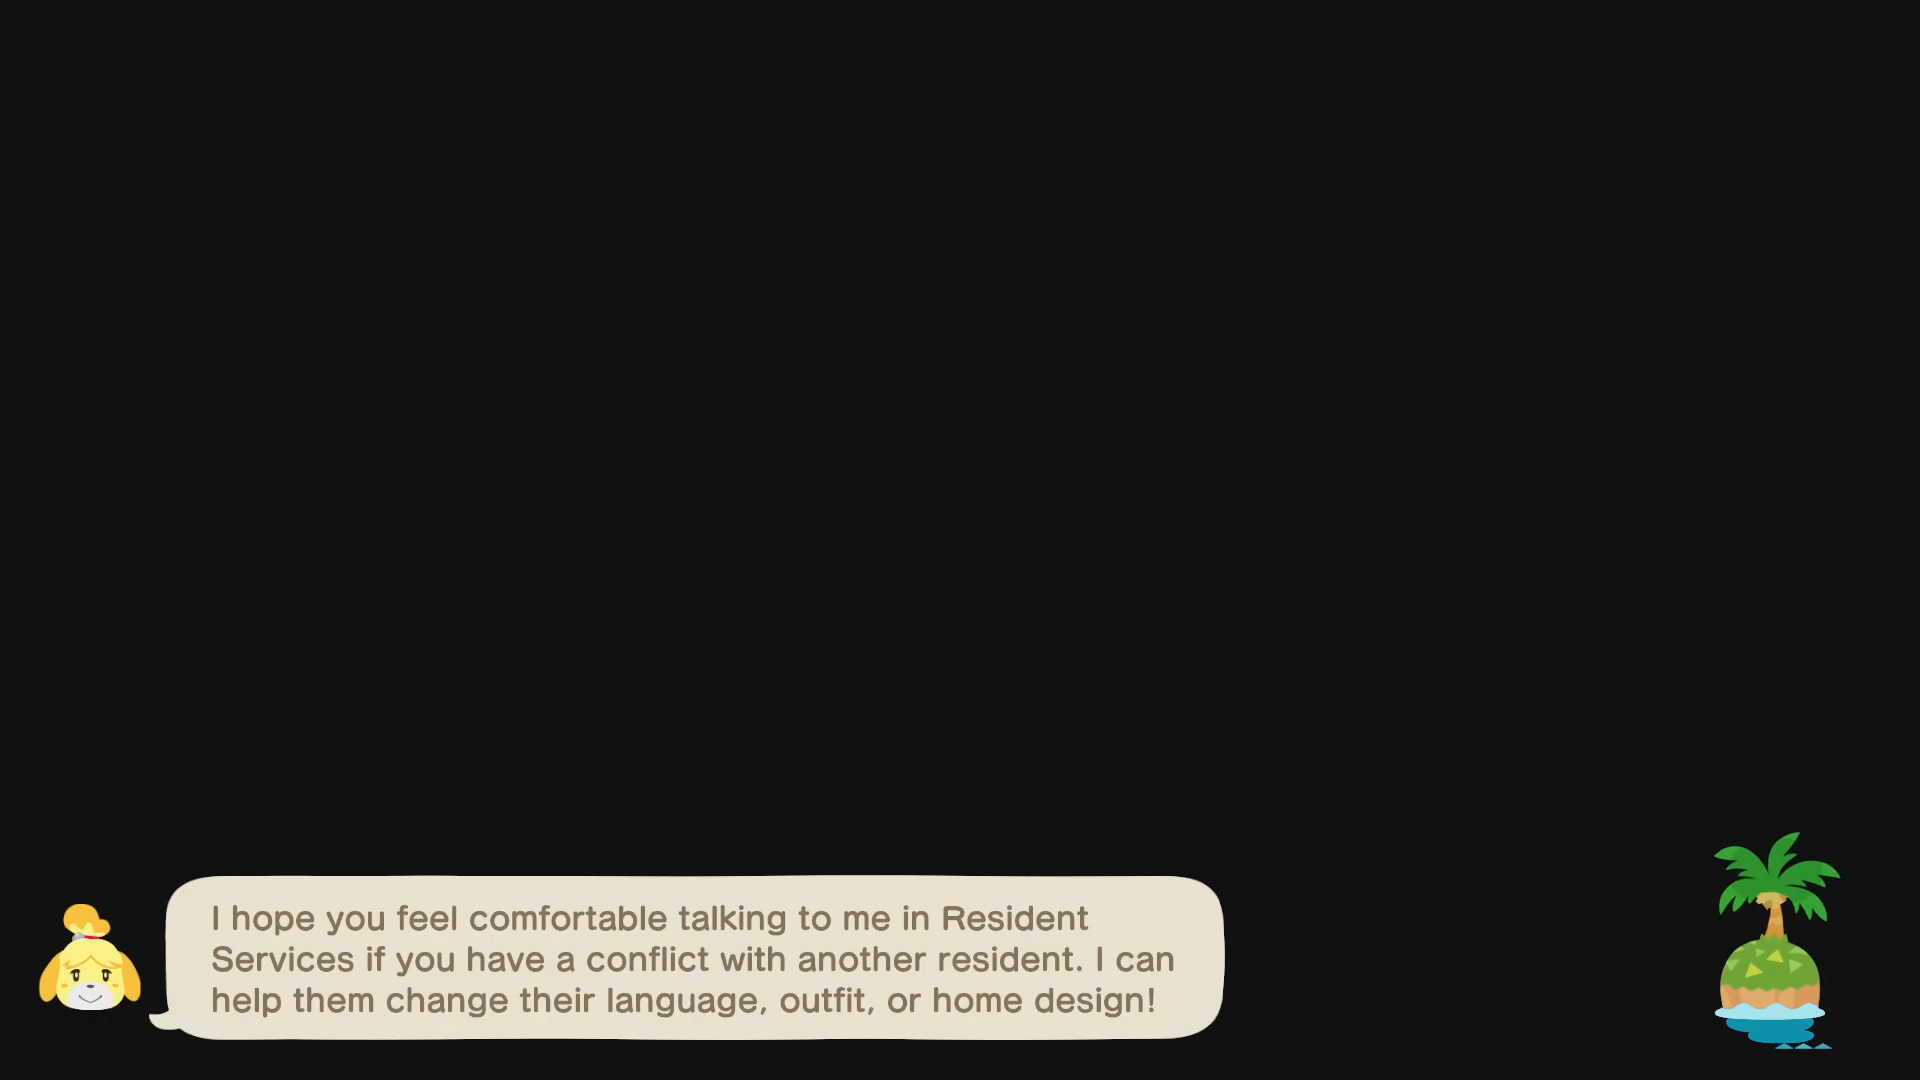 I hope you feel comfortable talking to me in Resident
Services if you have a conflict with another resident. I can
help them change their language, outfit, or home design!